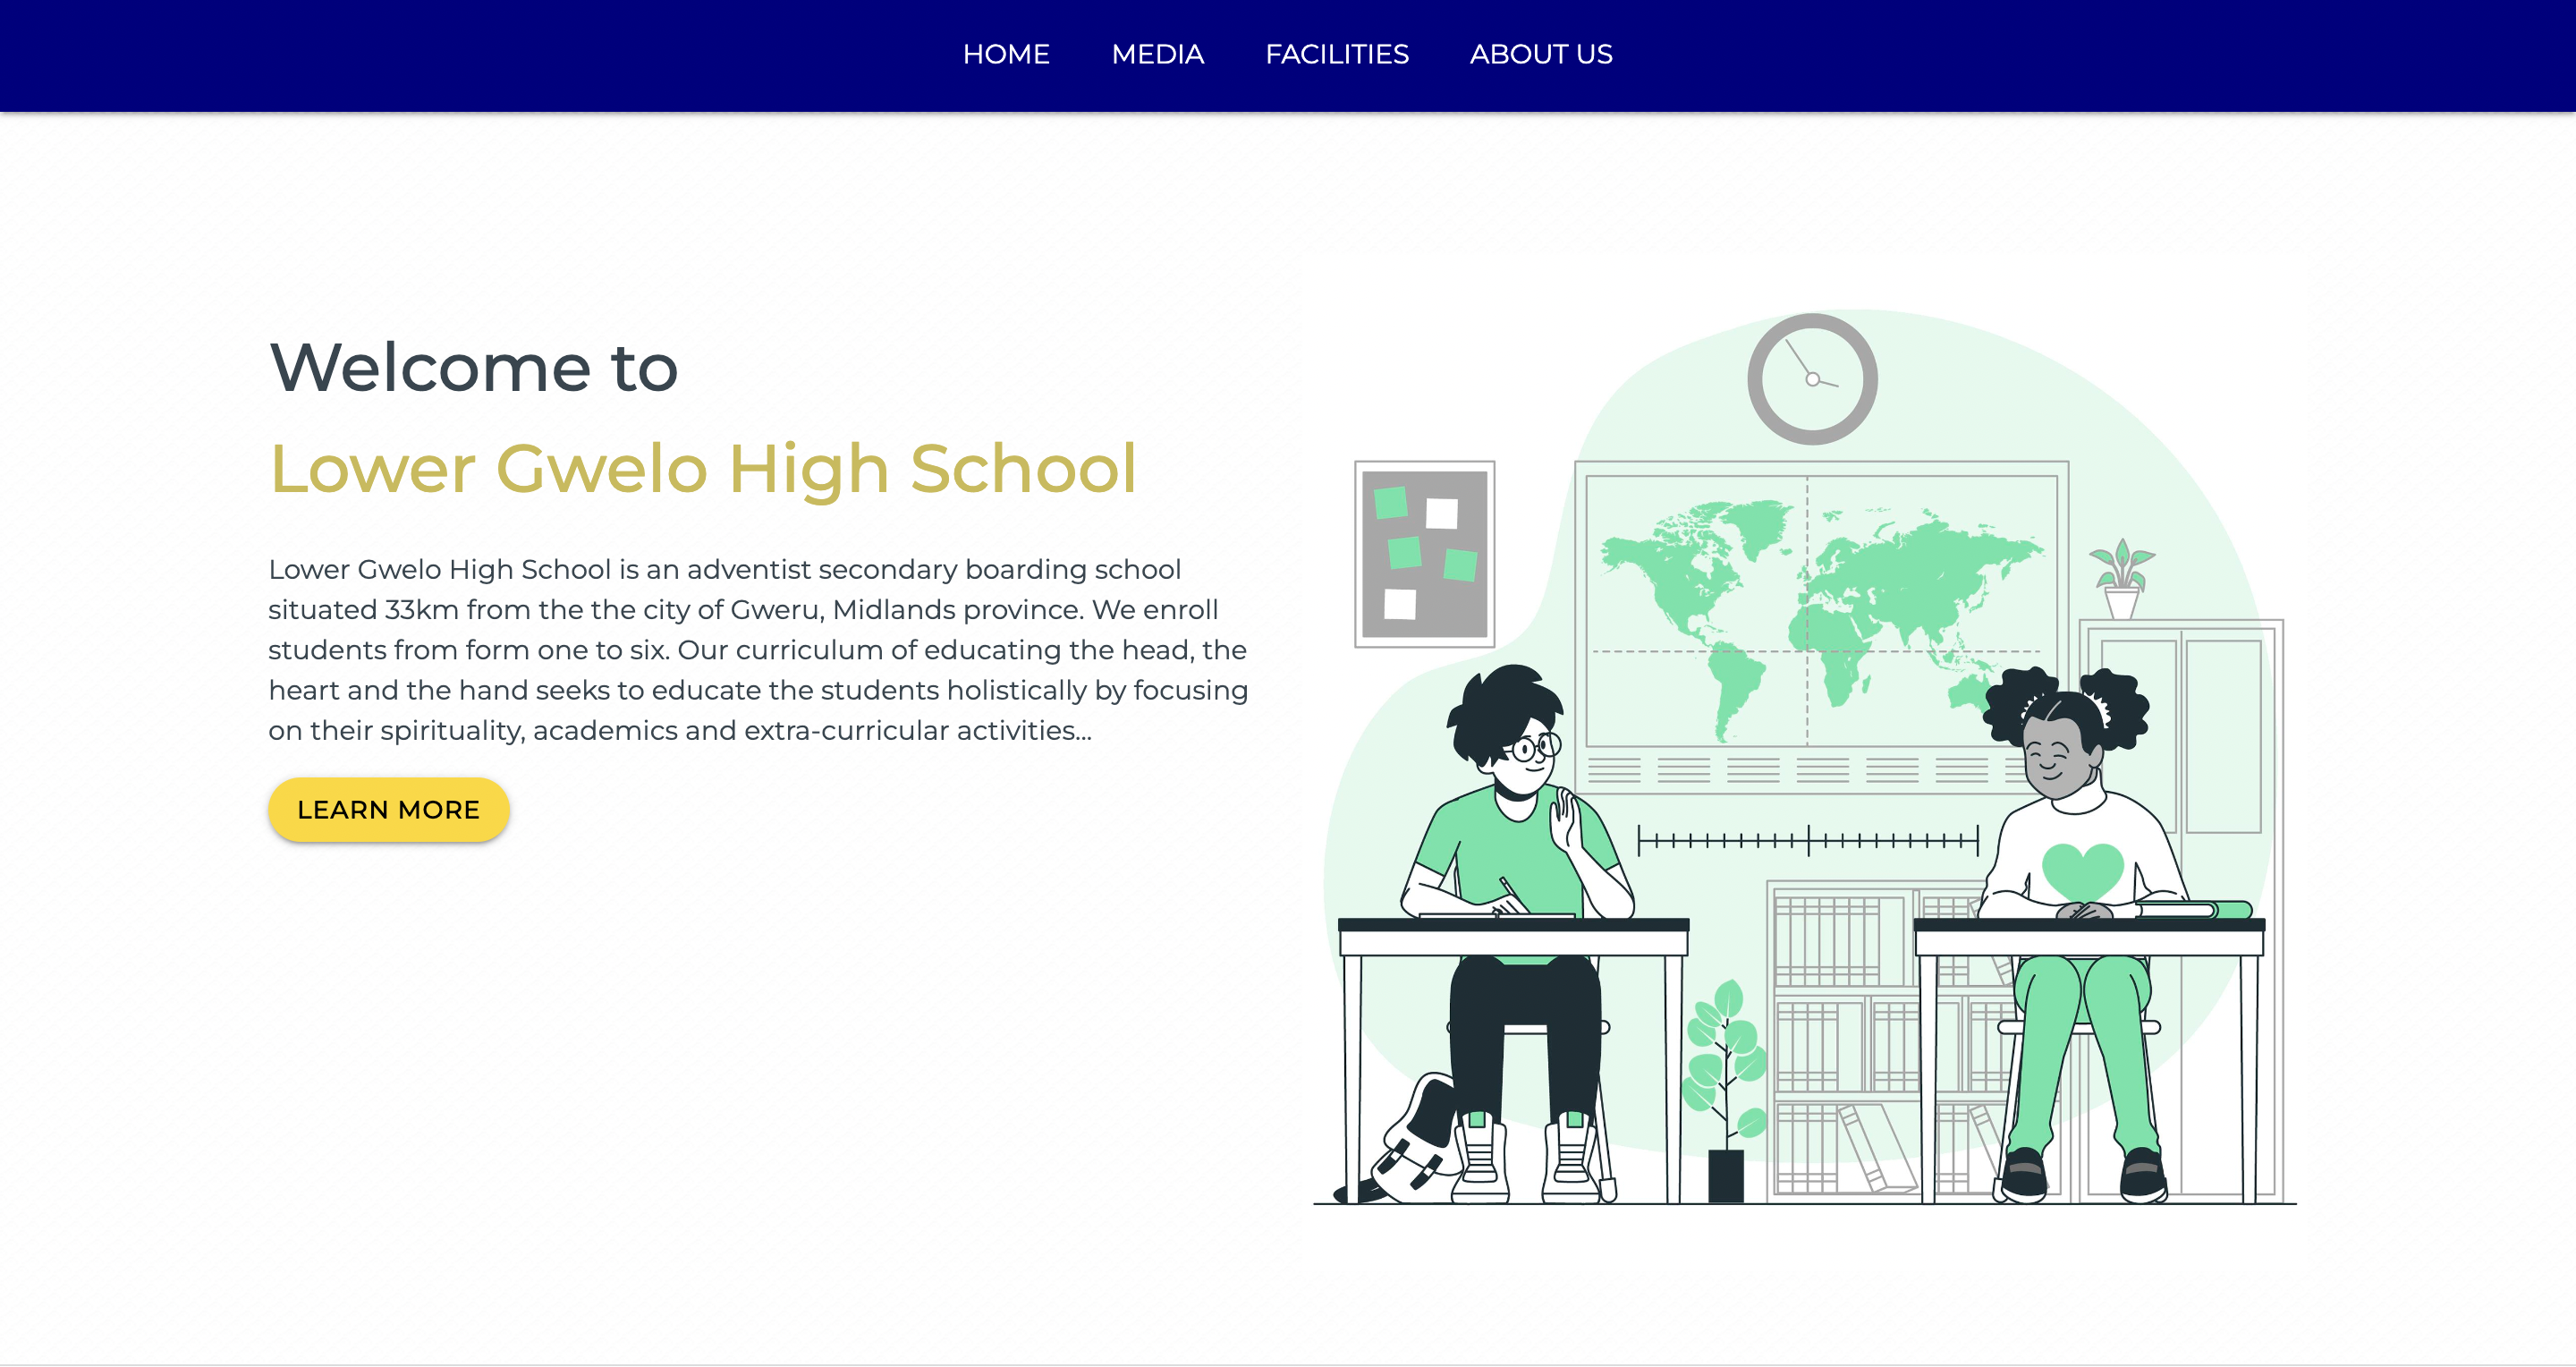 HOME MEDIA FACILITIES ABOUT US
Welcome to
Lower Gwelo High School
Lower Gwelo High School is an adventist secondary boarding school
situated 33km from the the city of Gweru, Midlands province. We enroll
students from form one to six. Our curriculum of educating the head, the
heart and the hand seeks to educate the students holistically by focusing
on their spirituality, academics and extra-curricular activities...
LEARN MORE